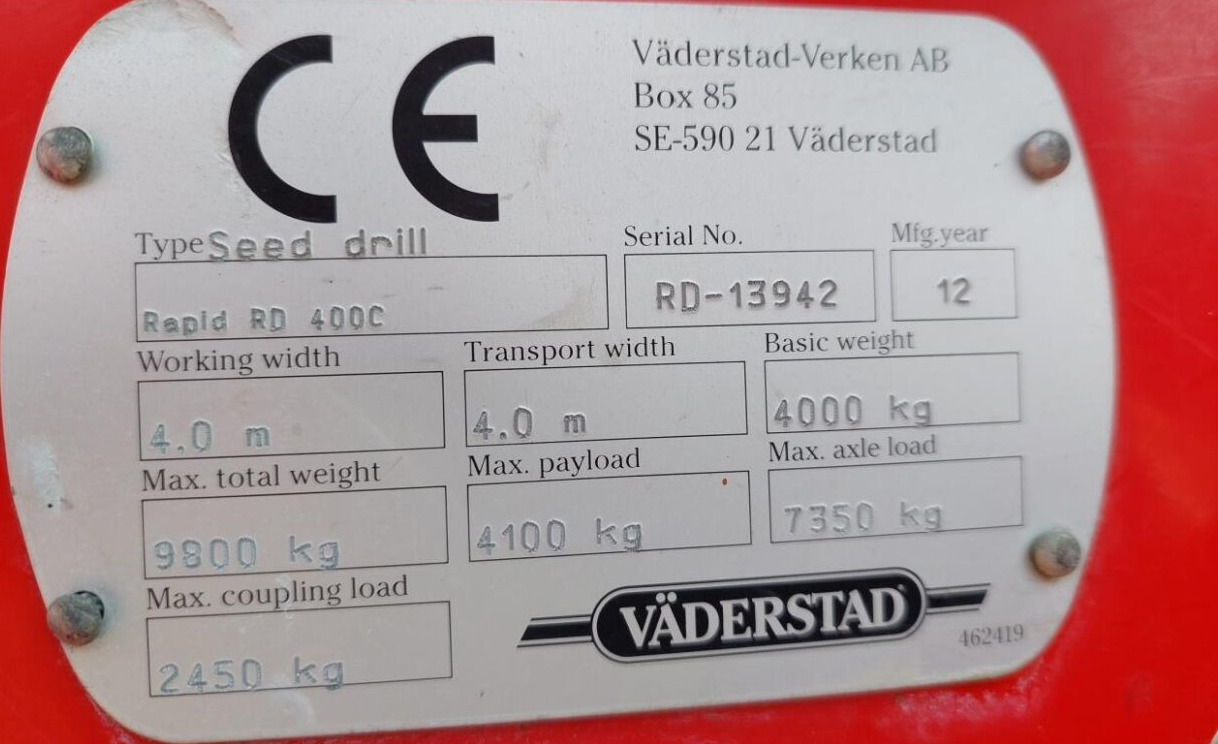 CE
Väderstad-Verken AB
Box 85
SE-590 21 Väderstad
Type Seed drill
Serial No.
Mfg.year
Rapid RD 400C
RD-13942
12
Working width
Transport width
Basic weight
4.0 m
4.0 m
4000 kg
Max. total weight
Max. payload
Max. axle load
9800 kg
4100 kg
7350 kg
Max. coupling load
2450 kg
VÄDERSTAD
462419